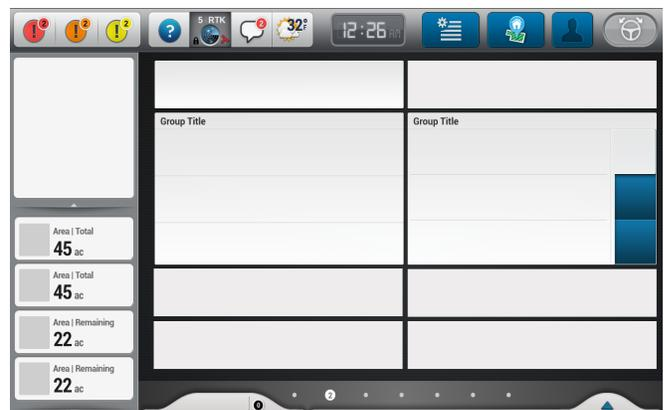 2 2 2 ? 5 RTK 2 32° F 12:26 AM
Group Title Group Title
Area | Total
45 ac
Area | Total
45 ac
Area | Remaining
22 ac
Area | Remaining
22 ac
2
0